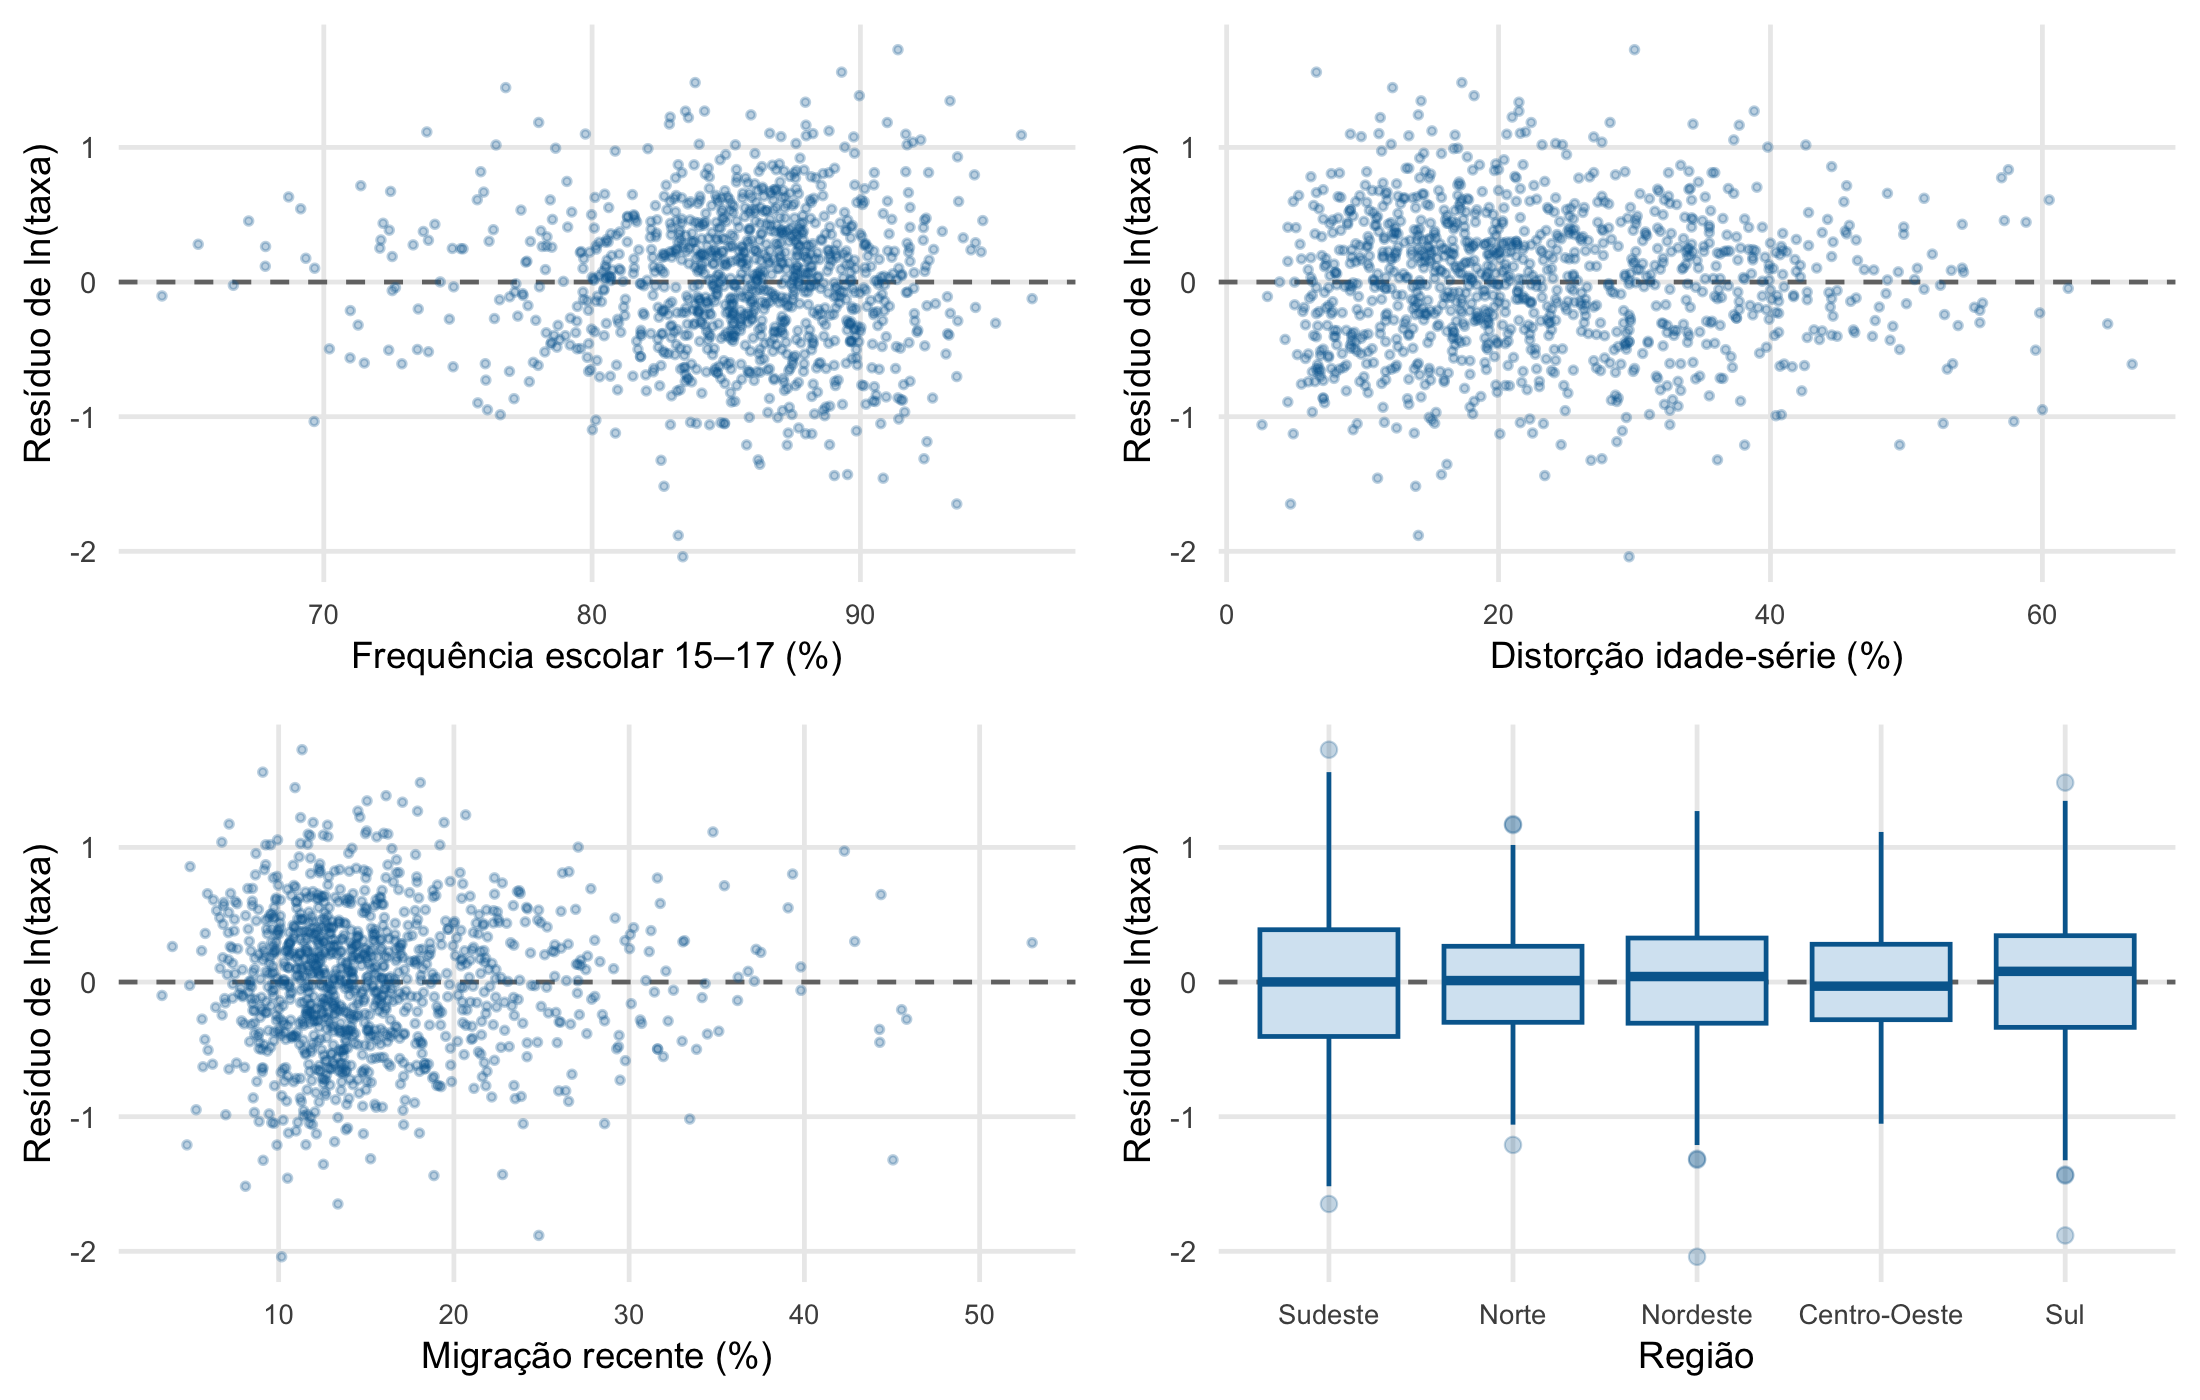 Resíduo de ln(taxa)
1
0
-1
-2
70 80 90
Frequência escolar 15–17 (%)
Resíduo de ln(taxa)
1
0
-1
-2
0 20 40 60
Distorção idade-série (%)
Resíduo de ln(taxa)
1
0
-1
-2
10 20 30 40 50
Migração recente (%)
Resíduo de ln(taxa)
1
0
-1
-2
Sudeste Norte Nordeste Centro-Oeste Sul
Região